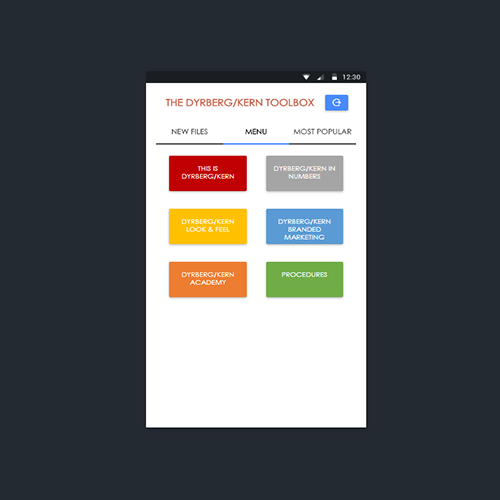 12:30
THE DYRBERG/KERN TOOLBOX
NEW FILES
MENU
MOST POPULAR
THIS IS
DYRBERG/KERN
DYRBERG/KERN IN
NUMBERS
DYRBERG/KERN
LOOK & FEEL
DYRBERG/KERN
BRANDED
MARKETING
DYRBERG/KERN
ACADEMY
PROCEDURES